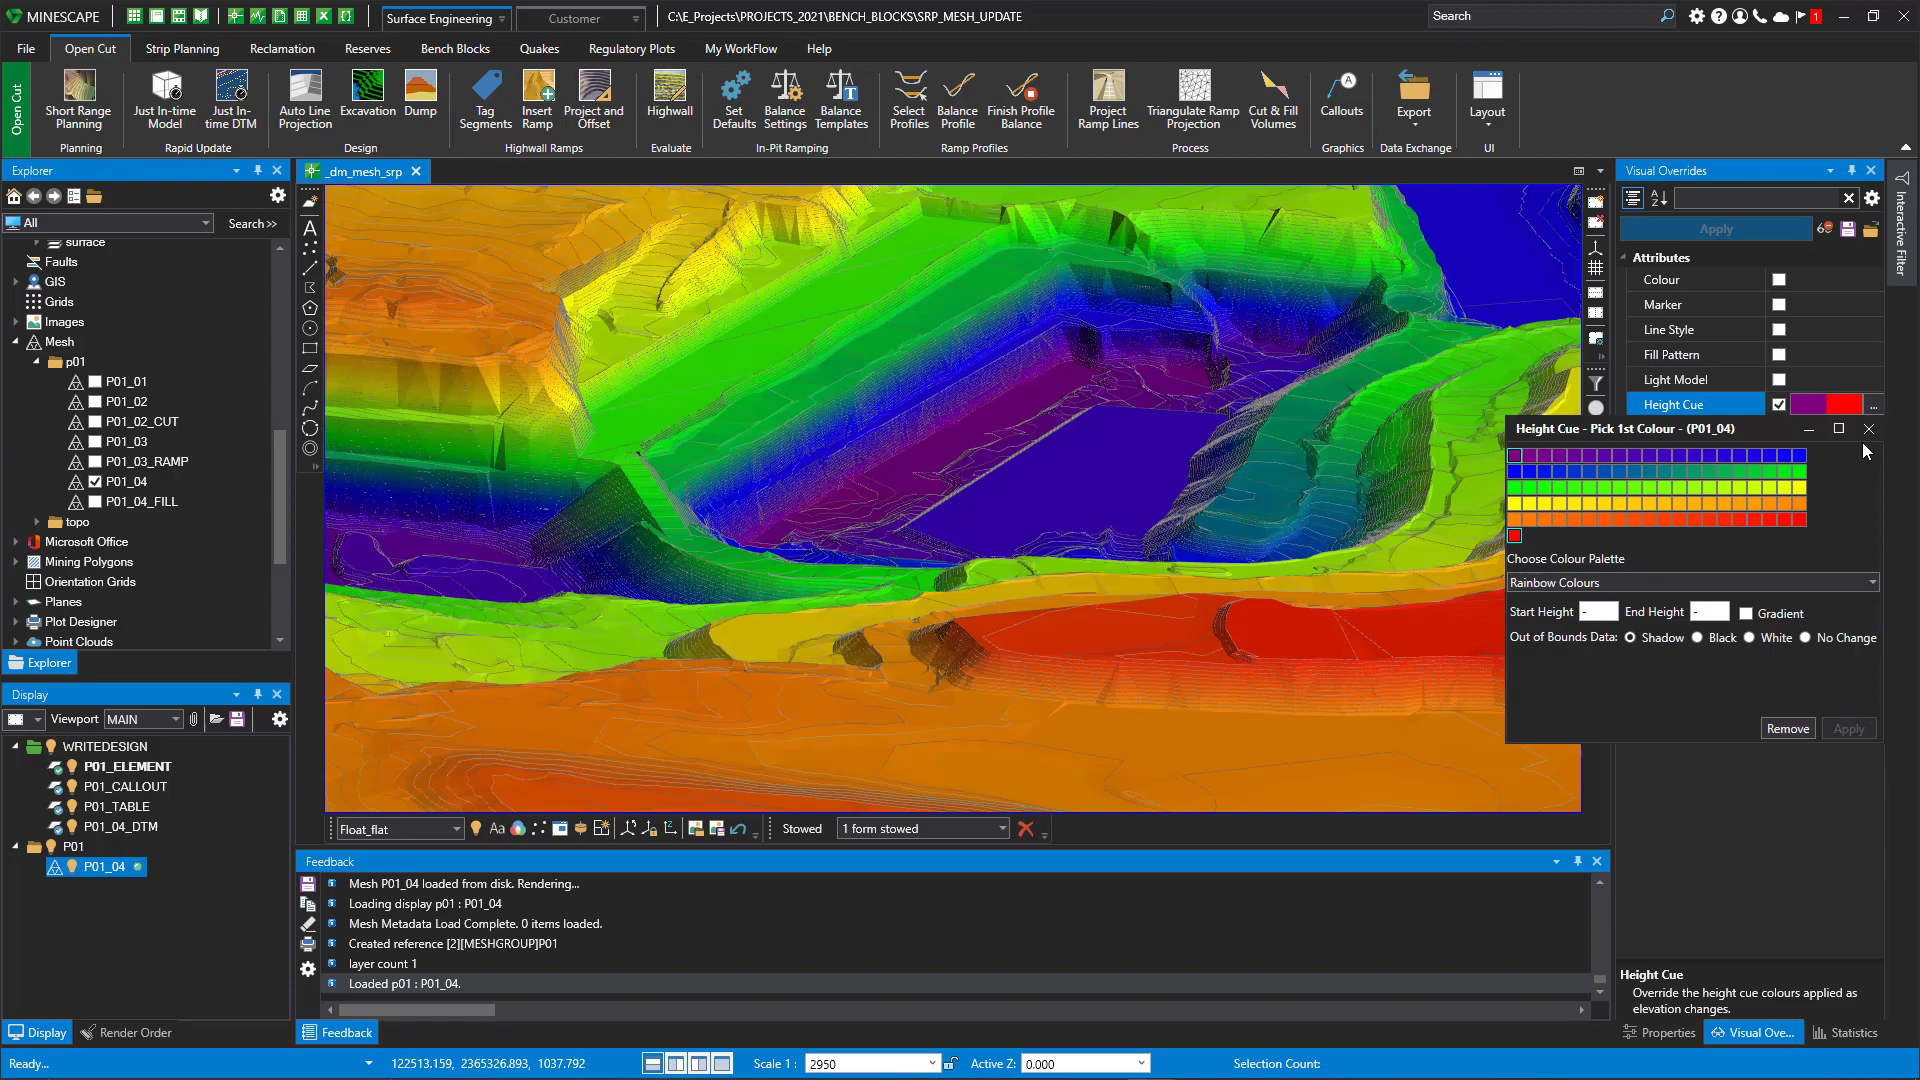 MINESCAPE
Surface Engineering
Customer
C:\E_Projects\PROJECTS_2021\BENCH_BLOCKS\SRP_MESH_UPDATE
Search
1
File
Open Cut
Strip Planning
Reclamation
Reserves
Bench Blocks
Quakes
Regulatory Plots
My WorkFlow
Help
Open Cut
Short Range Planning
Just In-time Model
Just In-time DTM
Auto Line Projection
Excavation
Dump
Tag Segments
Insert Ramp
Project and Offset
Highwall
Set Defaults
Balance Settings
Balance Templates
Select Profiles
Balance Profile
Finish Profile Balance
Project Ramp Lines
Triangulate Ramp Projection
Cut & Fill Volumes
Callouts
Export
Layout
Planning
Rapid Update
Design
Highwall Ramps
Evaluate
In-Pit Ramping
Ramp Profiles
Process
Graphics
Data Exchange
UI
Explorer
All
Search>>
surface
Faults
GIS
Grids
Images
Mesh
p01
P01_01
P01_02
P01_02_CUT
P01_03
P01_03_RAMP
P01_04
P01_04_FILL
topo
Microsoft Office
Mining Polygons
Orientation Grids
Planes
Plot Designer
Point Clouds
Explorer
Display
Viewport
MAIN
WRITEDESIGN
P01_ELEMENT
P01_CALLOUT
P01_TABLE
P01_04_DTM
P01
P01_04
Display
Render Order
_dm_mesh_srp
Float_flat
Aa
Stowed
1 form stowed
Feedback
Mesh P01_04 loaded from disk. Rendering...
Loading display p01 : P01_04
Mesh Metadata Load Complete. 0 items loaded.
Created reference [2][MESHGROUP]P01
layer count 1
Loaded p01 : P01_04.
Feedback
Visual Overrides
Apply
Attributes
Colour
Marker
Line Style
Fill Pattern
Light Model
Height Cue
...
Interactive Filter
Height Cue - Pick 1st Colour - (P01_04)
Choose Colour Palette
Rainbow Colours
Start Height
-
End Height
-
Gradient
Out of Bounds Data:
Shadow
Black
White
No Change
Remove
Apply
Height Cue
Override the height cue colours applied as
elevation changes.
Properties
Visual Ove...
Statistics
Ready...
122513.159, 2365326.893, 1037.792
Scale 1 :
2950
Active Z:
0.000
Selection Count: